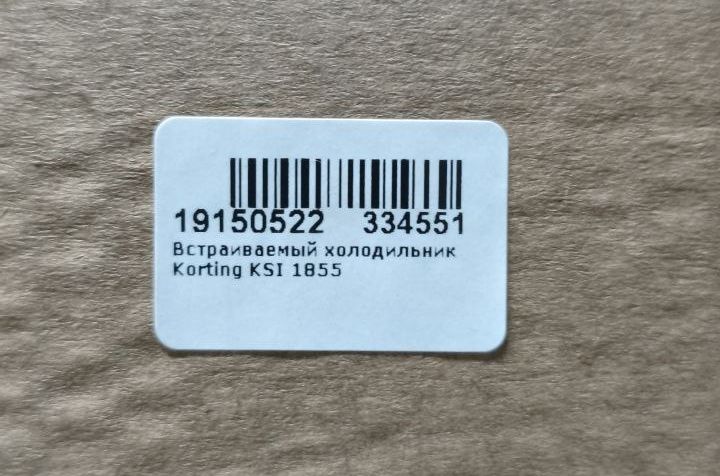 19150522 334551
Встраиваемый холодильник
Korting KSI 1855